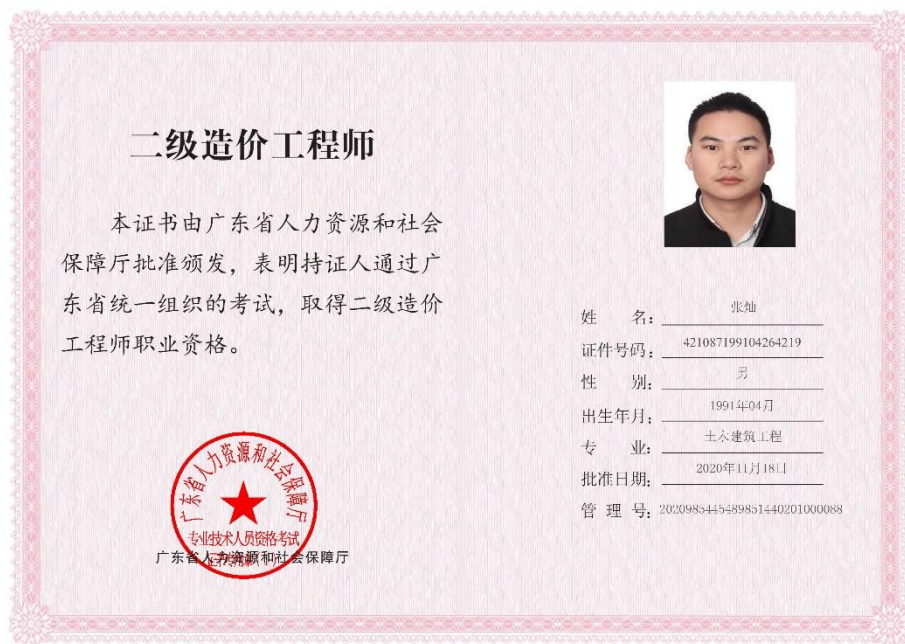 二级造价工程师
本证书由广东省人力资源和社会
保障厅批准颁发，表明持证人通过广
东省统一组织的考试，取得二级造价
工程师职业资格。
广东省人力资源和社会保障厅
专业技术人员资格考试
广东省人力资源和社会保障厅
姓 名：张灿
证件号码：421087199104264219
性 别：男
出生年月：1991年04月
专 业：土木建筑工程
批准日期：2020年11月18日
管 理 号：2020985445489851440201000088